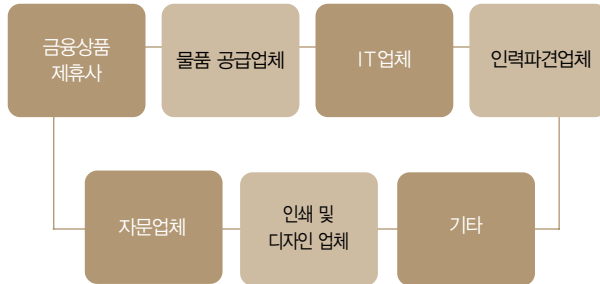 금융상품
제휴사
물품 공급업체
IT업체
인력파견업체
자문업체
인쇄 및
디자인 업체
기타